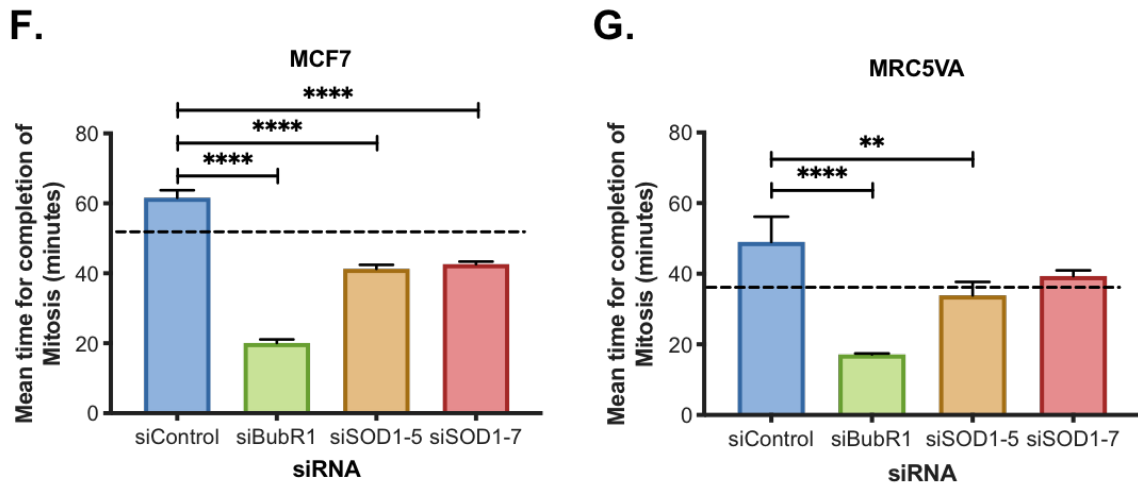 F.
MCF7
****
****
****
Mean time for completion of
Mitosis (minutes)
80
60
40
20
0
siControl siBubR1 siSOD1-5 siSOD1-7
siRNA
G.
MRC5VA
**
****
Mean time for completion of
Mitosis (minutes)
80
60
40
20
0
siControl siBubR1 siSOD1-5 siSOD1-7
siRNA